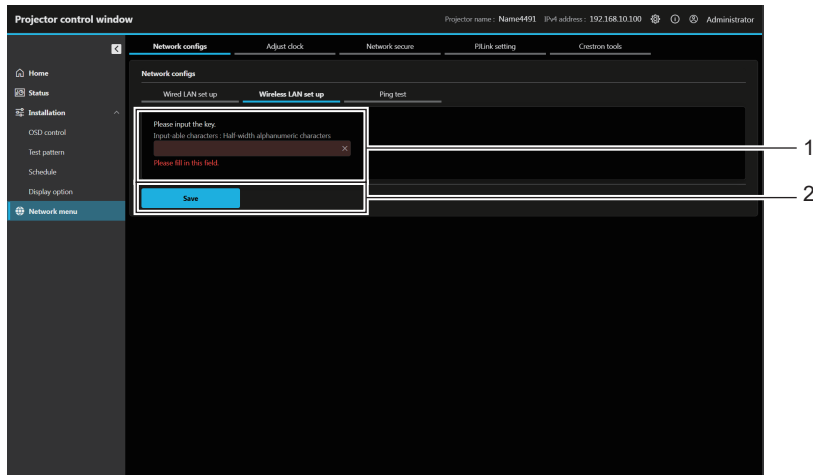 Projector control window
Projector name : Name4491 IPv4 address : 192.168.10.100 Administrator
Network configs Adjust clock Network secure PJLink setting Crestron tools
Home
Status
Installation
OSD control
Test pattern
Schedule
Display option
Network menu
Network configs
Wired LAN set up Wireless LAN set up Ping test
Please input the key.
Input-able characters : Half-width alphanumeric characters
Please fill in this field.
1
Save
2